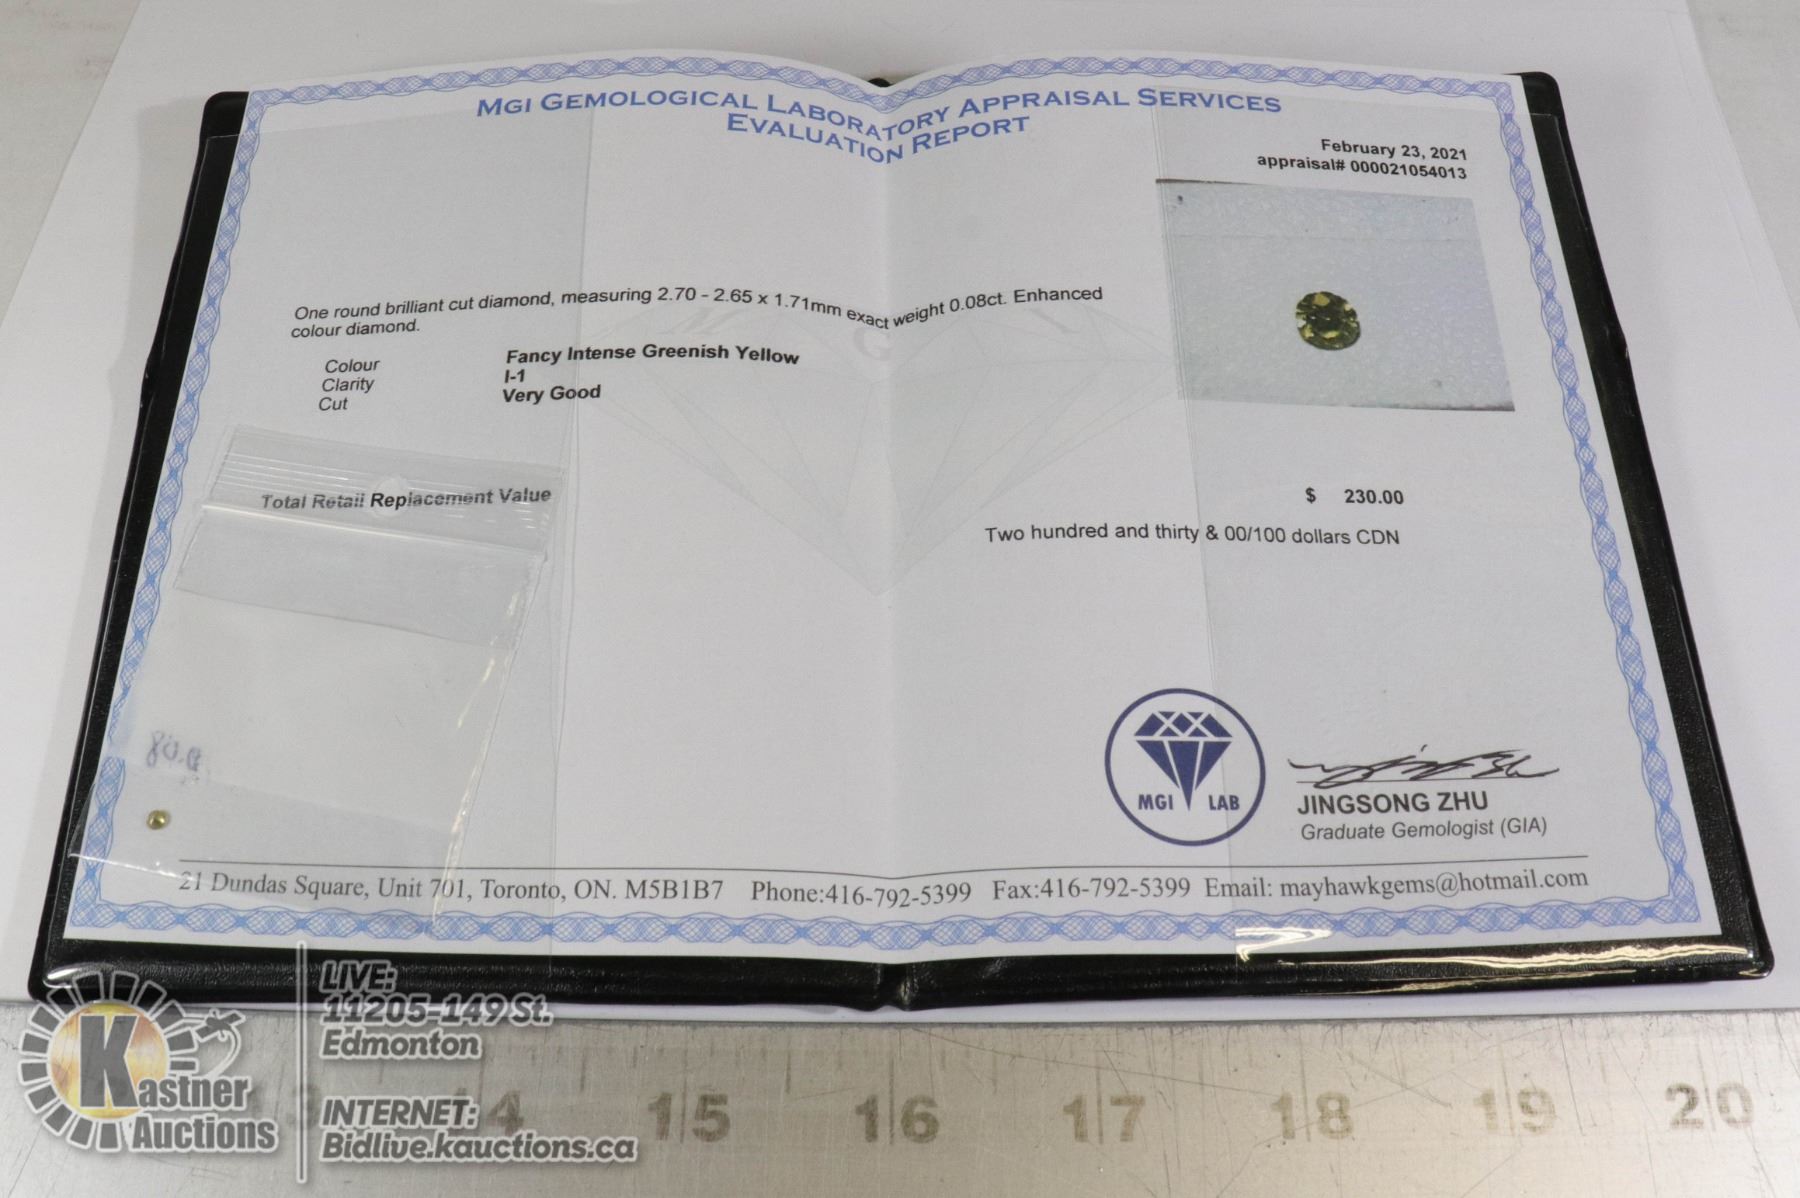 MGI GEMOLOGICAL LABORATORY APPRAISAL SERVICES
EVALUATION REPORT
February 23, 2021
appraisal# 000021054013
One round brilliant cut diamond, measuring 2.70 - 2.65 x 1.71mm exact weight 0.08ct. Enhanced
colour diamond.
Colour Fancy Intense Greenish Yellow
Clarity I-1
Cut Very Good
MGI
Total Retail Replacement Value $ 230.00
Two hundred and thirty & 00/100 dollars CDN
MGI LAB
JINGSONG ZHU
Graduate Gemologist (GIA)
21 Dundas Square, Unit 701, Toronto, ON. M5B1B7 Phone:416-792-5399 Fax:416-792-5399 Email: mayhawkgems@hotmail.com
LIVE:
11205-149 St.
Edmonton
KASTNER
AUCTIONS
INTERNET:
Bidlive.kauctions.ca
14 15 16 17 18 19 20